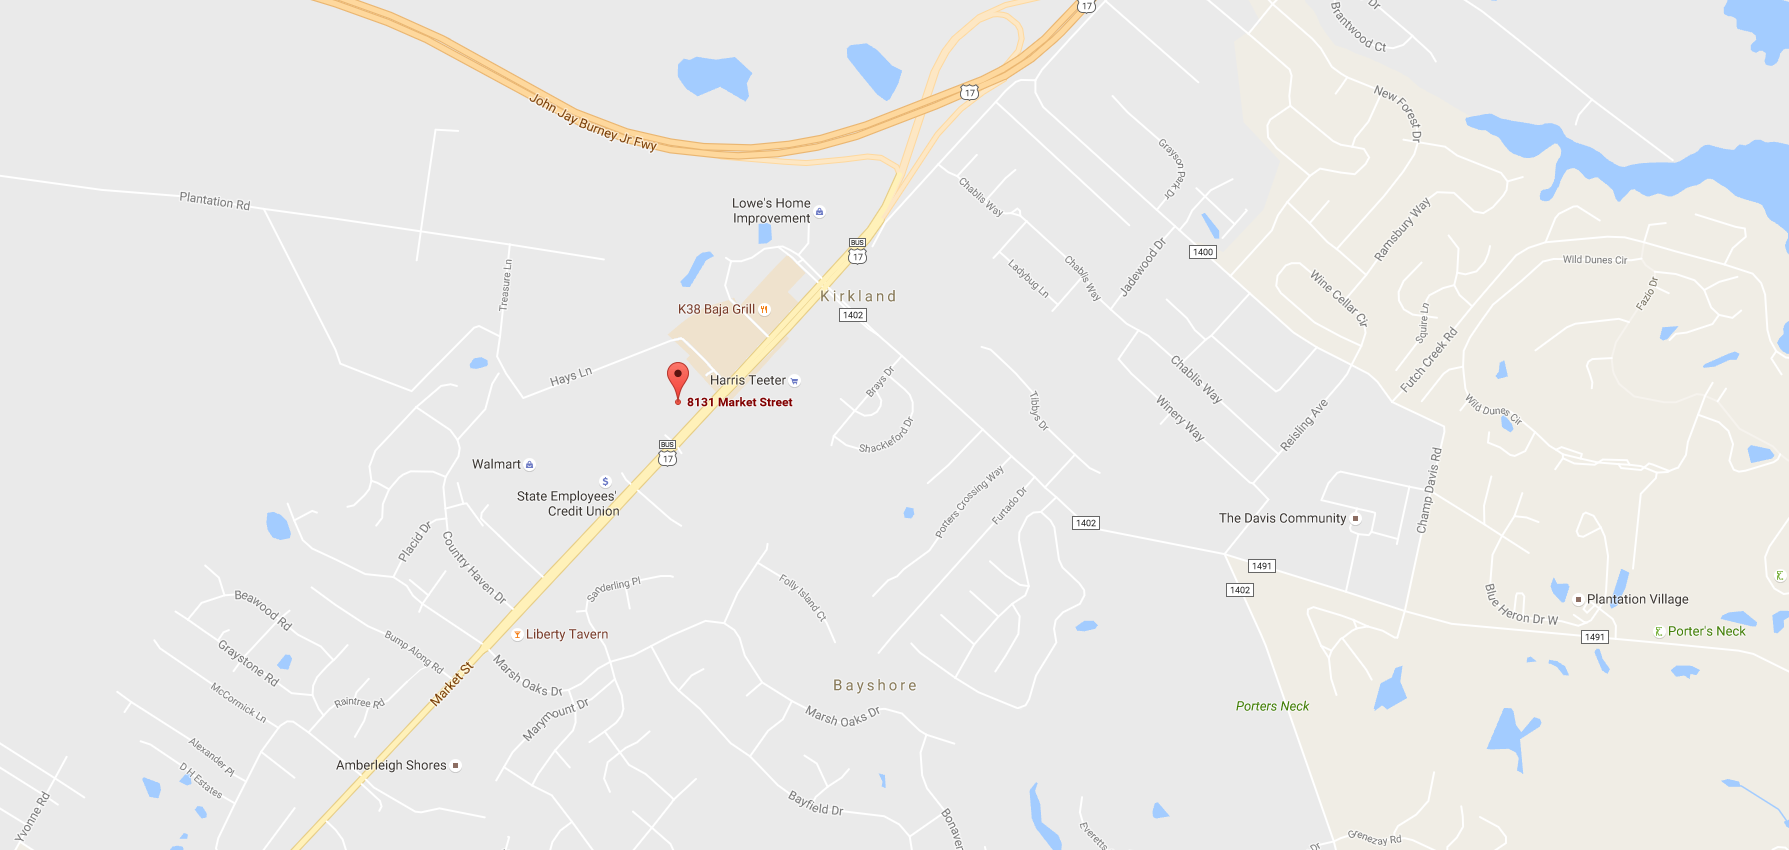 17
Dr
Brantwood Ct
17
John Jay Burney Jr Fwy
New Forest Dr
Grayson Park Dr
Plantation Rd
Chablis Way
Lowe's Home
Improvement
Ramsbury Way
BUS
17
1400
Jadewood Dr
Wild Dunes Cir
Treasure Ln
Ladybug Ln
Chablis Way
Wine Cellar Cir
Fazio Dr
Kirkland
K38 Baja Grill
1402
Squire Ln
Futch Creek Rd
Hays Ln
Harris Teeter
Brays Dr
Chablis Way
8131 Market Street
Tibbys Dr
Winery Way
Reisling Ave
Wild Dunes Cir
Shackleford Dr
BUS
17
Walmart
State Employees'
Credit Union
Porters Crossing Way
Furtado Dr
Champ Davis Rd
1402
The Davis Community
Placid Dr
Country Haven Dr
1491
1402
Sanderling Pl
Folly Island Ct
Beawood Rd
Blue Heron Dr W
Plantation Village
Liberty Tavern
Bump Along Rd
1491
Porter's Neck
Graystone Rd
Market St
Marsh Oaks Dr
Bayshore
McCormick Ln
Raintree Rd
Marymount Dr
Marsh Oaks Dr
Porters Neck
Alexander Pl
D H Estates
Amberleigh Shores
Yvonne Rd
Bayfield Dr
Bonaven
Everetts
Dr
Genezay Rd